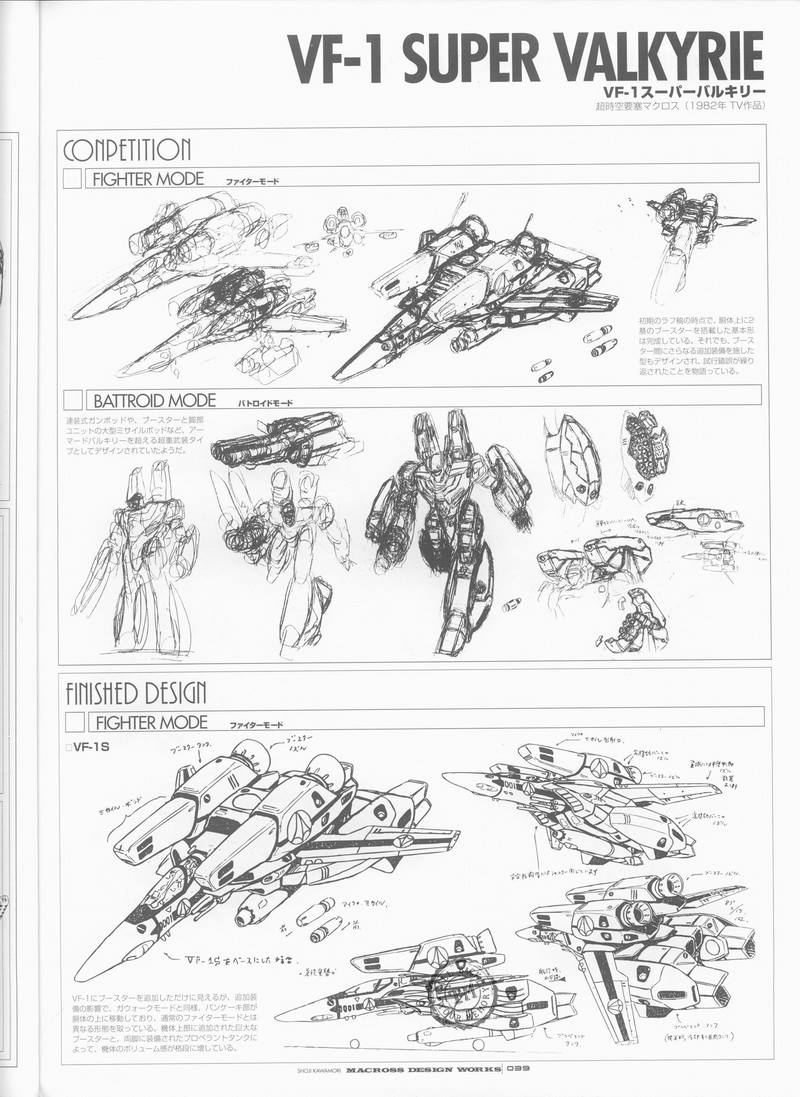 VF-1 SUPER VALKYRIE
VF-1スーパーバルキリー
超時空要塞マクロス（1982年 TV作品）
CONPETITION
FIGHTER MODE ファイターモード
初期のラフ稿の時点で、胴体上に2
基のブースターを搭載した基本形
は完成している。それでも、ブース
ター間にさらなる追加装備を施した
型もデザインされ、試行錯誤が繰り
返されたことを物語っている。
BATTROID MODE バトロイドモード
連装式ガンポッドや、ブースターと脚部
ユニットの大型ミサイルポッドなど、アー
マードバルキリーを超える超重武装タイ
プとしてデザインされていたようだ。
FINISHED DESIGN
FIGHTER MODE ファイターモード
□VF-1S
ブースタータンク
ブースター
ノズル
ミサイル・ポッド
マイクロ・ミサイル
VF-1Sをベースにした場合
001
VF-1にブースターを追加しただけに見えるが、追加装
備の影響で、ガウォークモードと同様、バンケーキ部が
胴体の上に移動しており、通常のファイターモードとは
異なる形態を取っている。機体上部に追加された巨大な
ブースターと、両脚に装備されたプロペラントタンクに
よって、機体のボリューム感が格段に増している。
SHOJI KAWAMORI MACROSS DESIGN WORKS 039